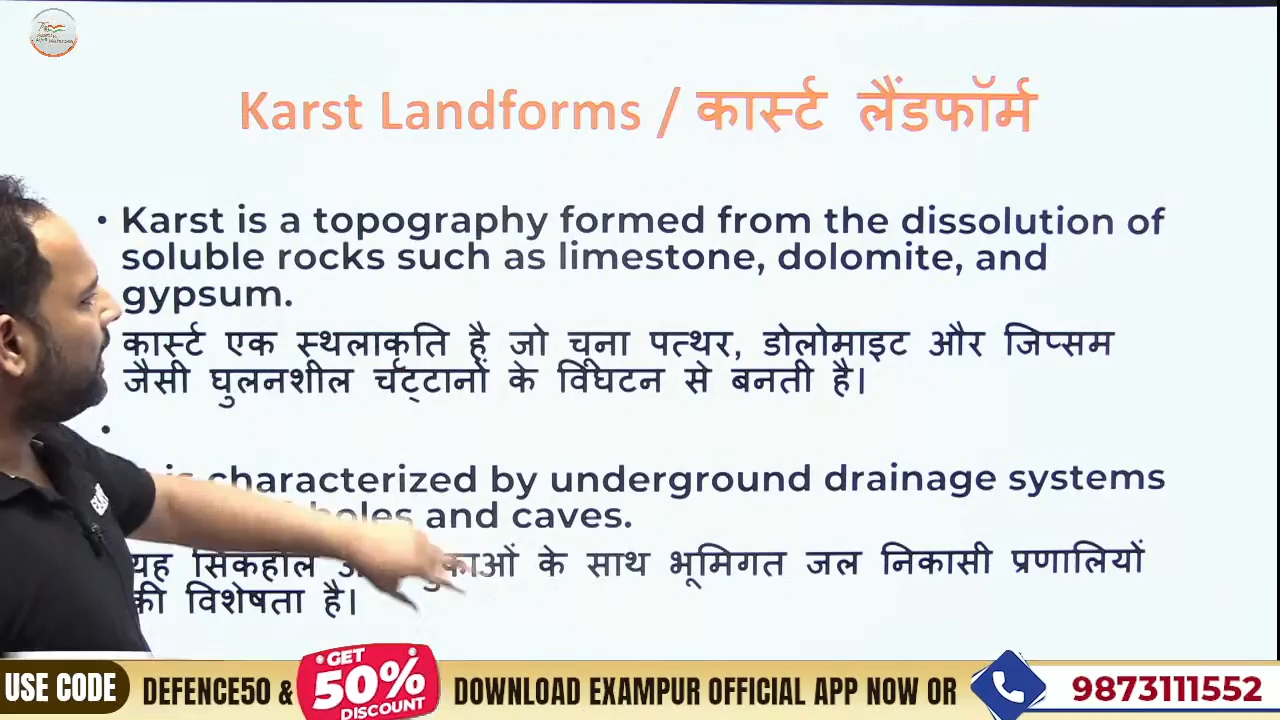 Karst Landforms / कार्स्ट लैंडफॉर्म
• Karst is a topography formed from the dissolution of
soluble rocks such as limestone, dolomite, and
gypsum.
कार्स्ट एक स्थलाकृति है जो चूना पत्थर, डोलोमाइट और जिप्सम
जैसी घुलनशील चट्टानों के विघटन से बनती है।
•
is characterized by underground drainage systems
holes and caves.
यह सिंकहोल के साथ भूमिगत जल निकासी प्रणालियों
की विशेषता है।
USE CODE DEFENCE50 & GET 50% DISCOUNT DOWNLOAD EXAMPUR OFFICIAL APP NOW OR 9873111552